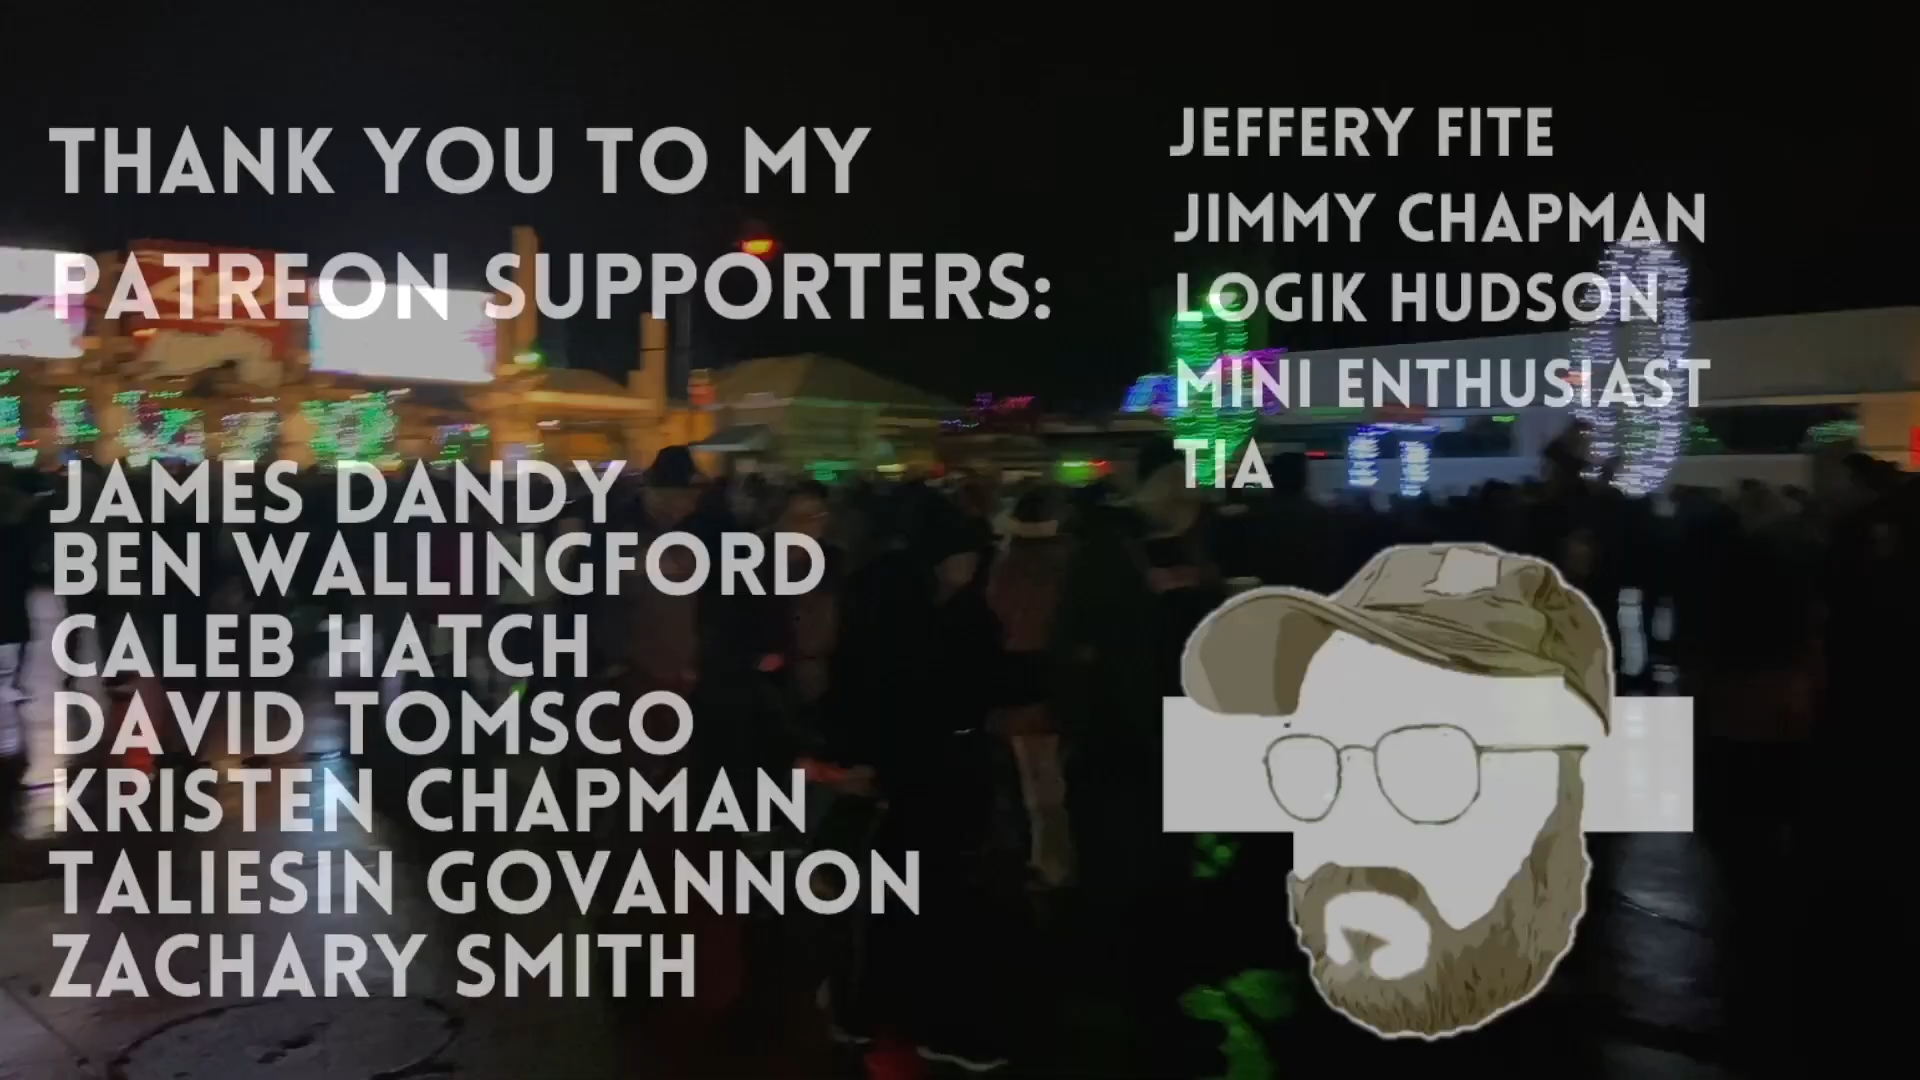 THANK YOU TO MY
PATREON SUPPORTERS:
JAMES DANDY
BEN WALLINGFORD
CALEB HATCH
DAVID TOMSCO
KRISTEN CHAPMAN
TALIESIN GOVANNON
ZACHARY SMITH
JEFFERY FITE
JIMMY CHAPMAN
LOGIK HUDSON
MINI ENTHUSIAST
TIA